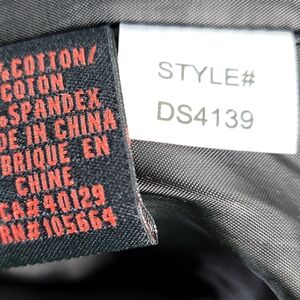 %COTTON/
COTON
%SPANDEX
DE IN CHINA
BRIQUE EN
CHINE
CA#40129
RN#105664
STYLE#
DS4139